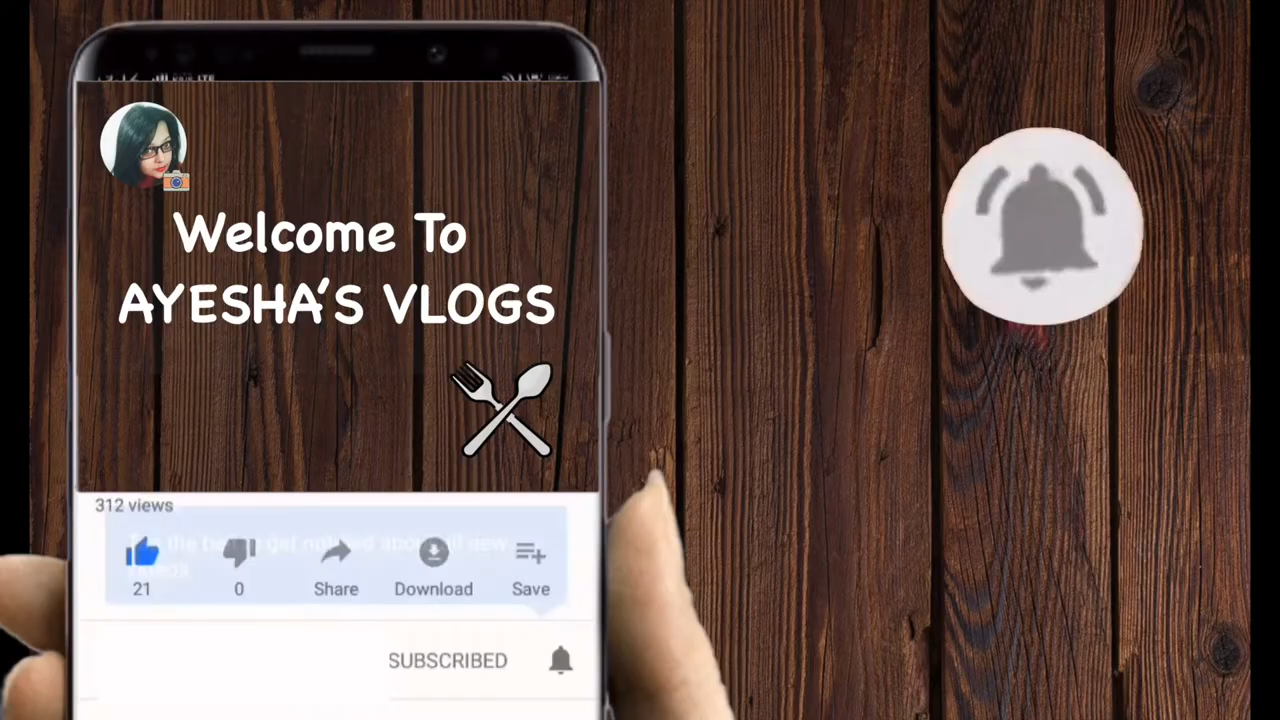 Welcome To
AYESHA'S VLOGS
312 views
21
0
Share
Download
Save
SUBSCRIBED